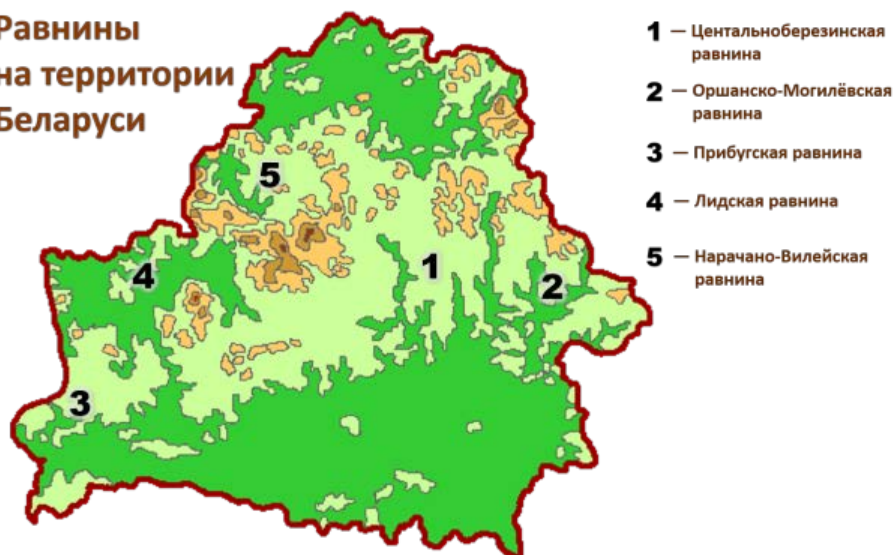 Равнины
на территории
Беларуси
1 — Центальноберезинская
равнина
2 — Оршанско-Могилёвская
равнина
3 — Прибугская равнина
4 — Лидская равнина
5 — Нарачано-Вилейская
равнина
5
4
1
2
3